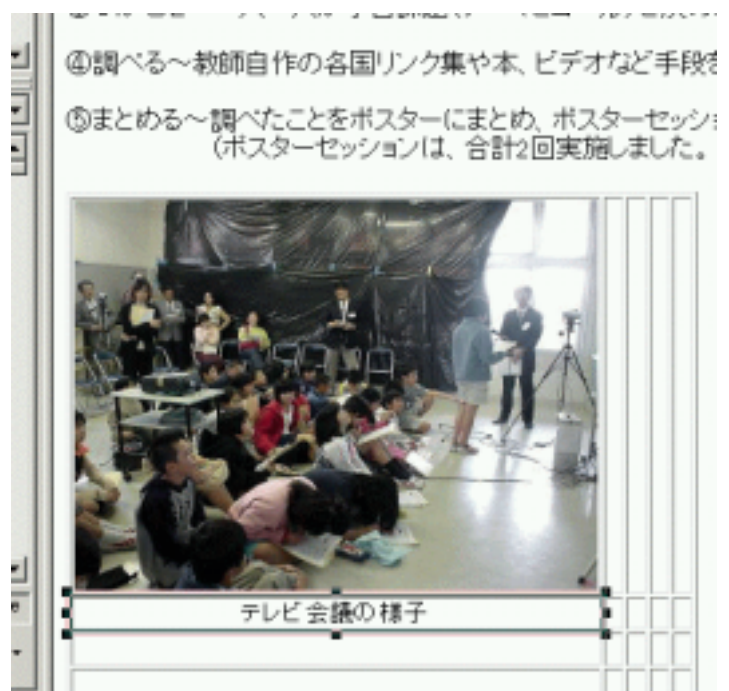 ④調べる～教師自作の各国リンク集や本、ビデオなど手段を
⑤まとめる～調べたことをポスターにまとめ、ポスターセッショ
(ポスターセッションは、合計2回実施しました。
テレビ会議の様子